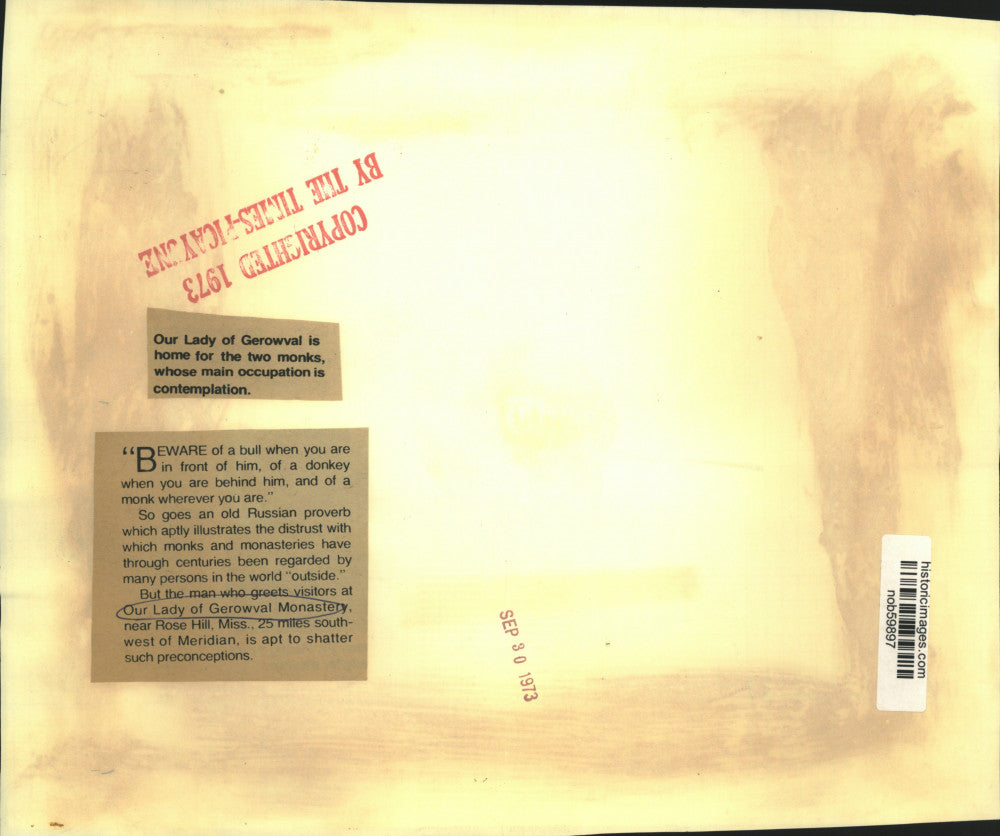 BY THE TIMES-PICAYUNE
COPYRIGHTED 1973
Our Lady of Gerowval is
home for the two monks,
whose main occupation is
contemplation.
“BEWARE of a bull when you are
in front of him, of a donkey
when you are behind him, and of a
monk wherever you are.”
So goes an old Russian proverb
which aptly illustrates the distrust with
which monks and monasteries have
through centuries been regarded by
many persons in the world “outside.”
But the man who greets visitors at
Our Lady of Gerowval Monastery,
near Rose Hill, Miss., 25 miles south-
west of Meridian, is apt to shatter
such preconceptions.
SEP 30 1973
historicimages.com
nob59897